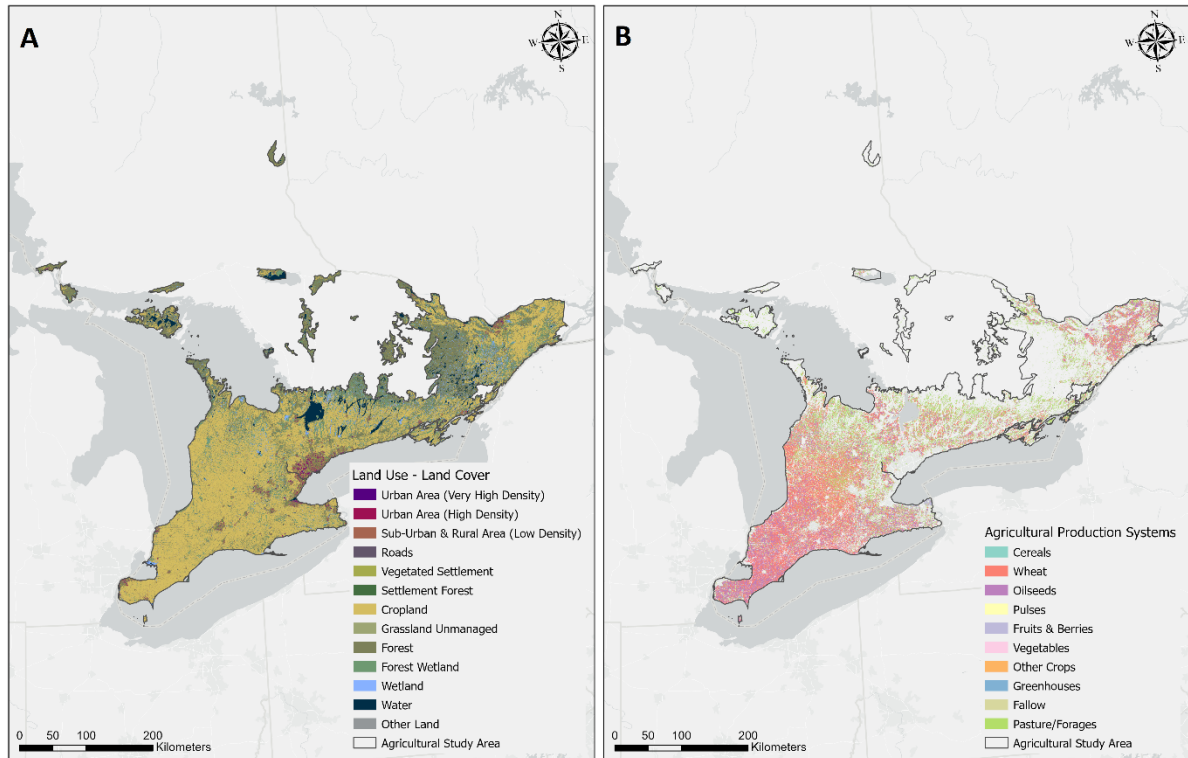 A
N
W E
S
Land Use - Land Cover
Urban Area (Very High Density)
Urban Area (High Density)
Sub-Urban & Rural Area (Low Density)
Roads
Vegetated Settlement
Settlement Forest
Cropland
Grassland Unmanaged
Forest
Forest Wetland
Wetland
Water
Other Land
Agricultural Study Area
0 50 100 200
Kilometers
B
N
W E
S
Agricultural Production Systems
Cereals
Wheat
Oilseeds
Pulses
Fruits & Berries
Vegetables
Other Crops
Greenhouses
Fallow
Pasture/Forages
Agricultural Study Area
0 50 100 200
Kilometers